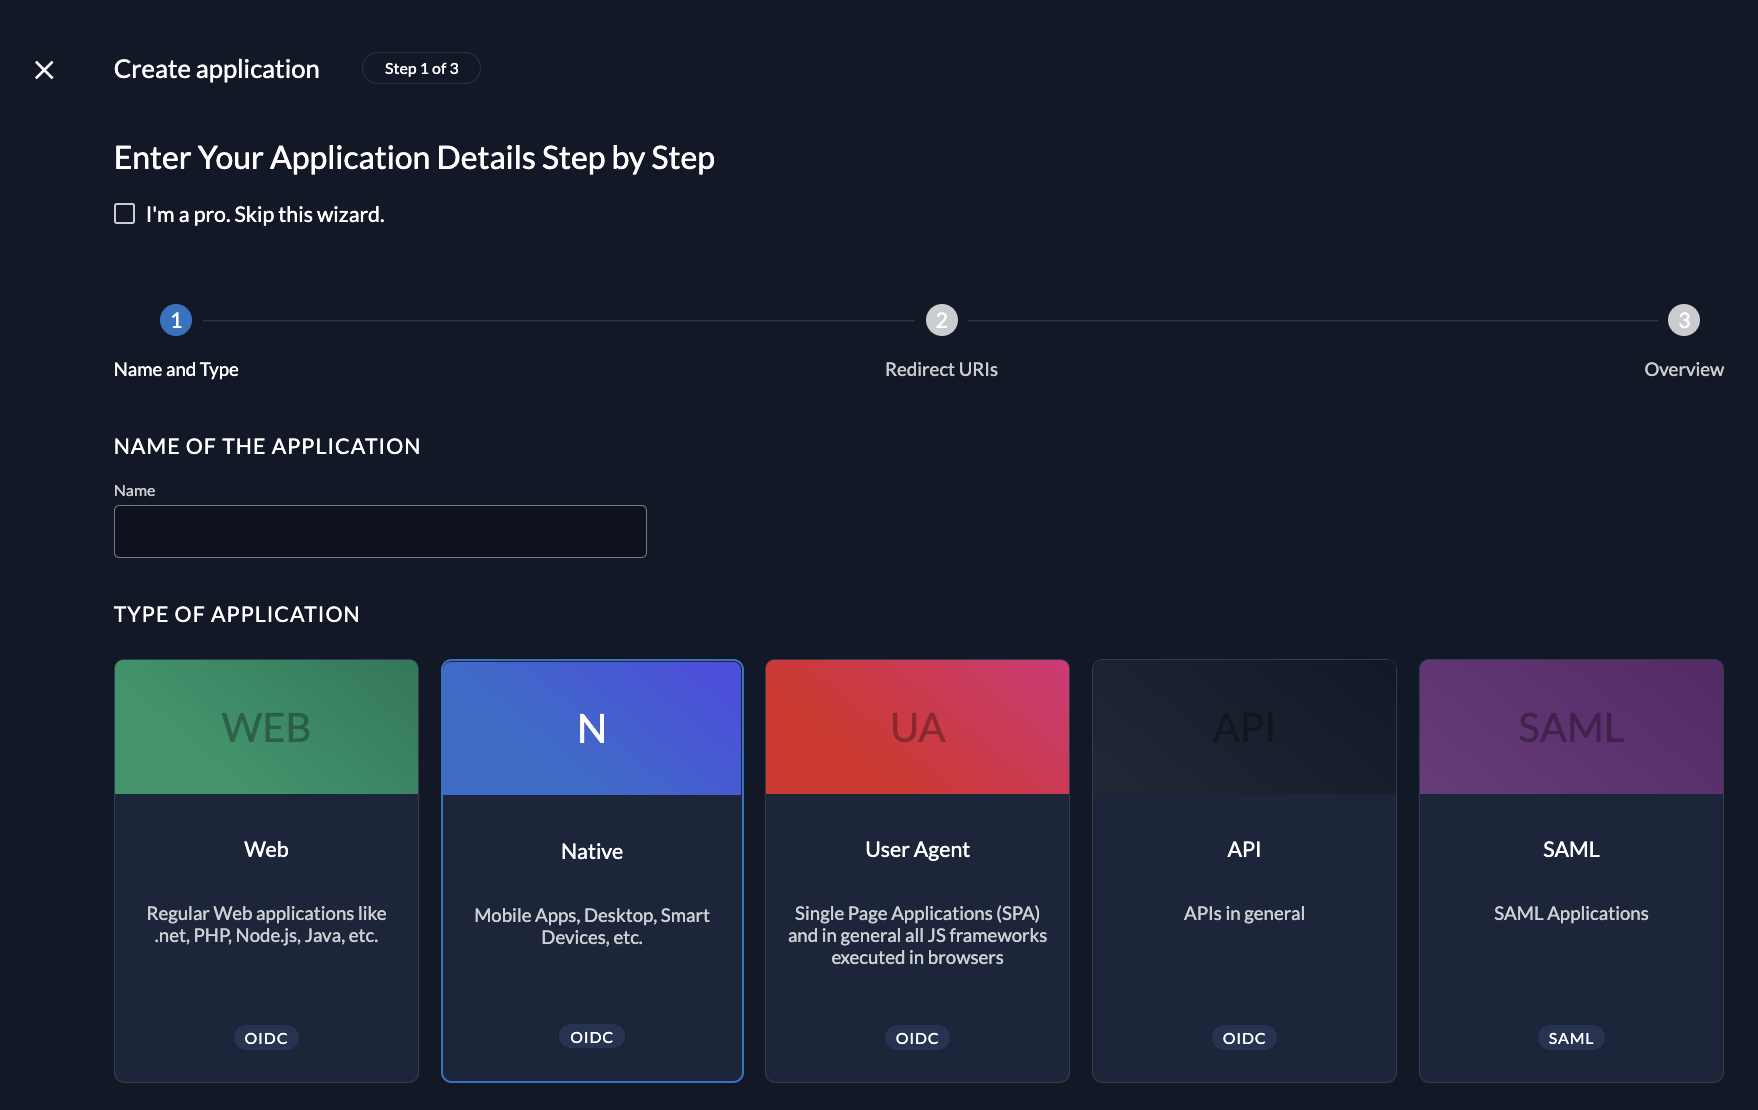 Create application
Step 1 of 3
Enter Your Application Details Step by Step
I'm a pro. Skip this wizard.
1
2
3
Name and Type
Redirect URIs
Overview
NAME OF THE APPLICATION
Name
TYPE OF APPLICATION
WEB
Web
Regular Web applications like
.net, PHP, Node.js, Java, etc.
OIDC
N
Native
Mobile Apps, Desktop, Smart
Devices, etc.
OIDC
UA
User Agent
Single Page Applications (SPA)
and in general all JS frameworks
executed in browsers
OIDC
API
API
APIs in general
OIDC
SAML
SAML
SAML Applications
SAML